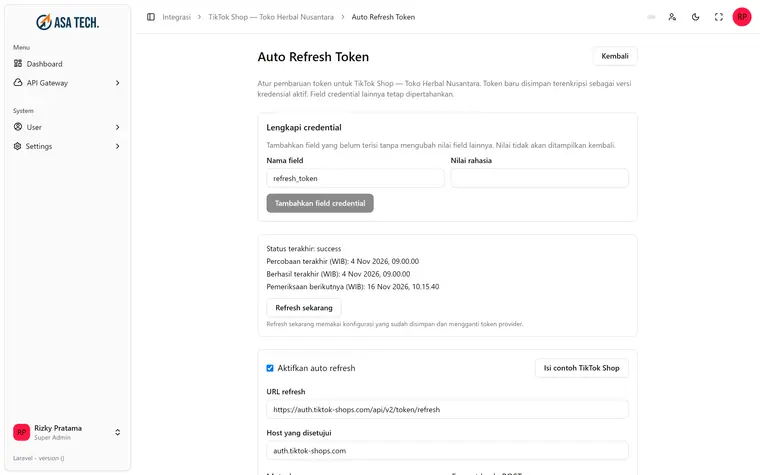 ASA TECH.
Integrasi > TikTok Shop — Toko Herbal Nusantara > Auto Refresh Token
RP
Menu
Dashboard
API Gateway
System
User
Settings
Auto Refresh Token
Kembali
Atur pembaruan token untuk TikTok Shop — Toko Herbal Nusantara. Token baru disimpan terenkripsi sebagai versi
kredensial aktif. Field credential lainnya tetap dipertahankan.
Lengkapi credential
Tambahkan field yang belum terisi tanpa mengubah nilai field lainnya. Nilai tidak akan ditampilkan kembali.
Nama field
Nilai rahasia
refresh_token
Tambahkan field credential
Status terakhir: success
Percobaan terakhir (WIB): 4 Nov 2026, 09.00.00
Berhasil terakhir (WIB): 4 Nov 2026, 09.00.00
Pemeriksaan berikutnya (WIB): 16 Nov 2026, 10.15.40
Refresh sekarang
Refresh sekarang memakai konfigurasi yang sudah disimpan dan mengganti token provider.
Aktifkan auto refresh
Isi contoh TikTok Shop
URL refresh
https://auth.tiktok-shops.com/api/v2/token/refresh
Host yang disetujui
auth.tiktok-shops.com
RP
Rizky Pratama
Super Admin
Laravel - version ()